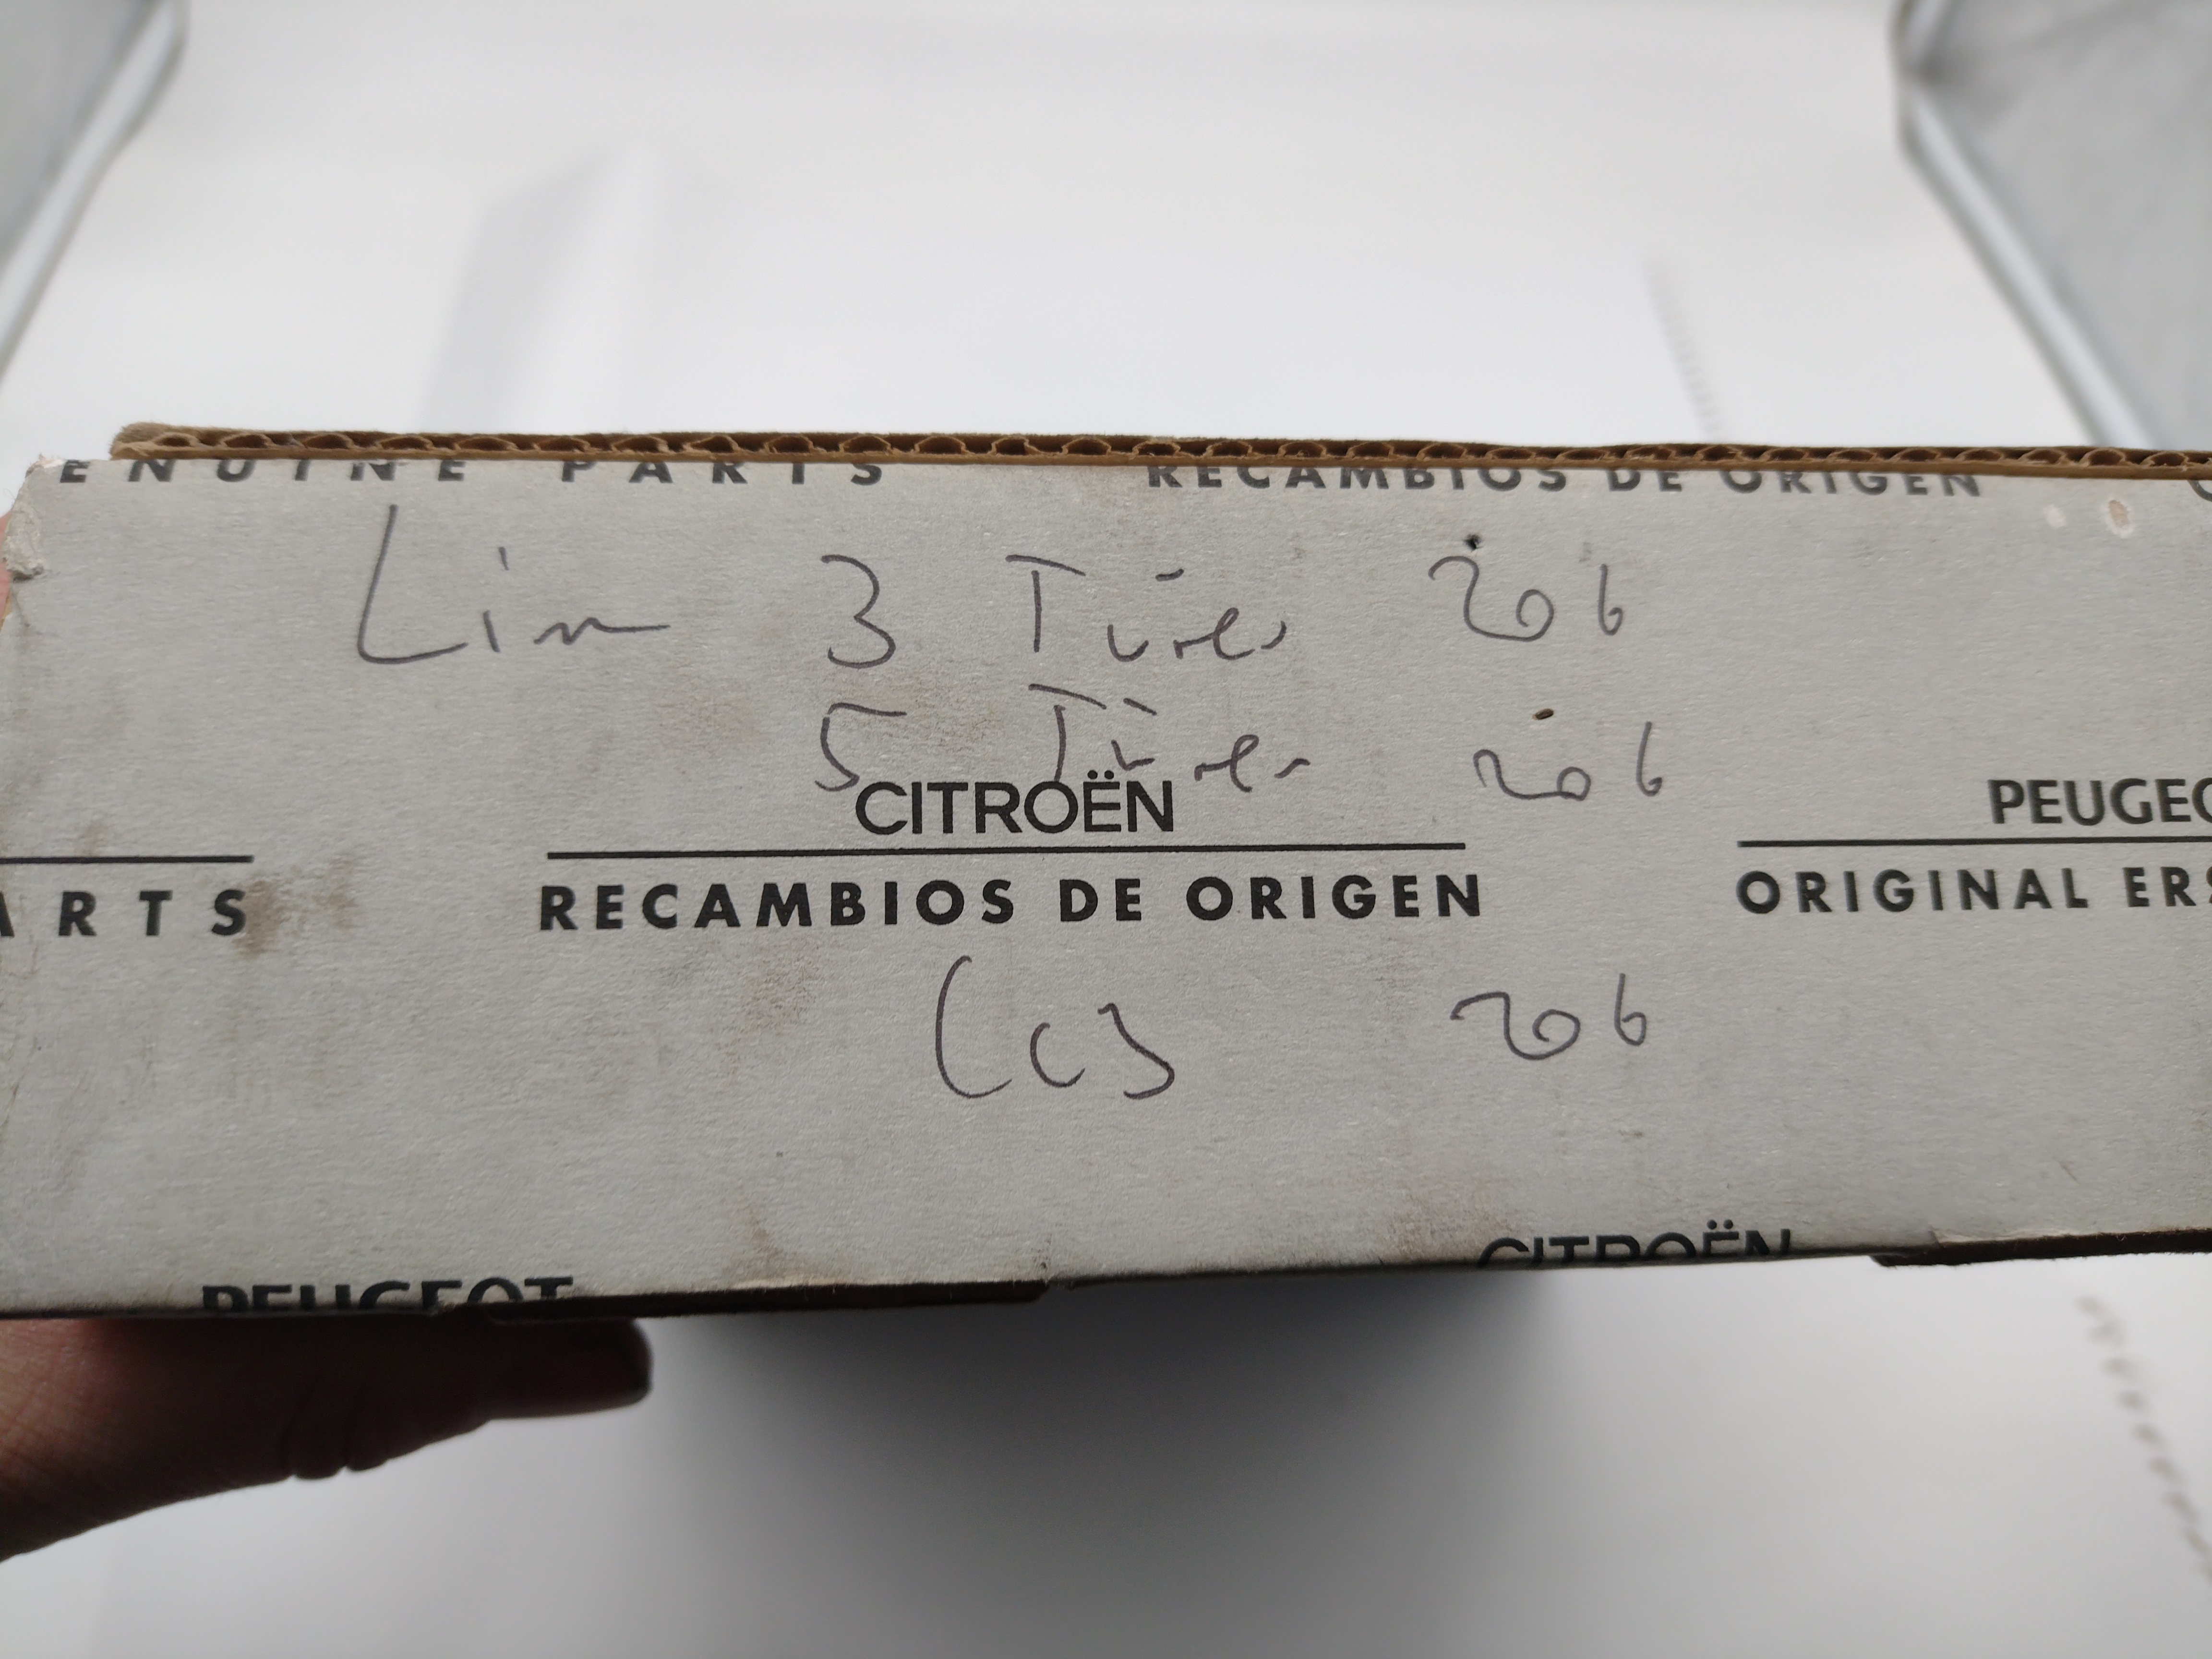 ENUINE PARTS RECAMBIOS DE ORIGEN
Lim 3 Türer 206
5 Türer 206
CITROËN PEUGEO
ARTS RECAMBIOS DE ORIGEN ORIGINAL ERS
CC 206
PEUGEOT CITROËN